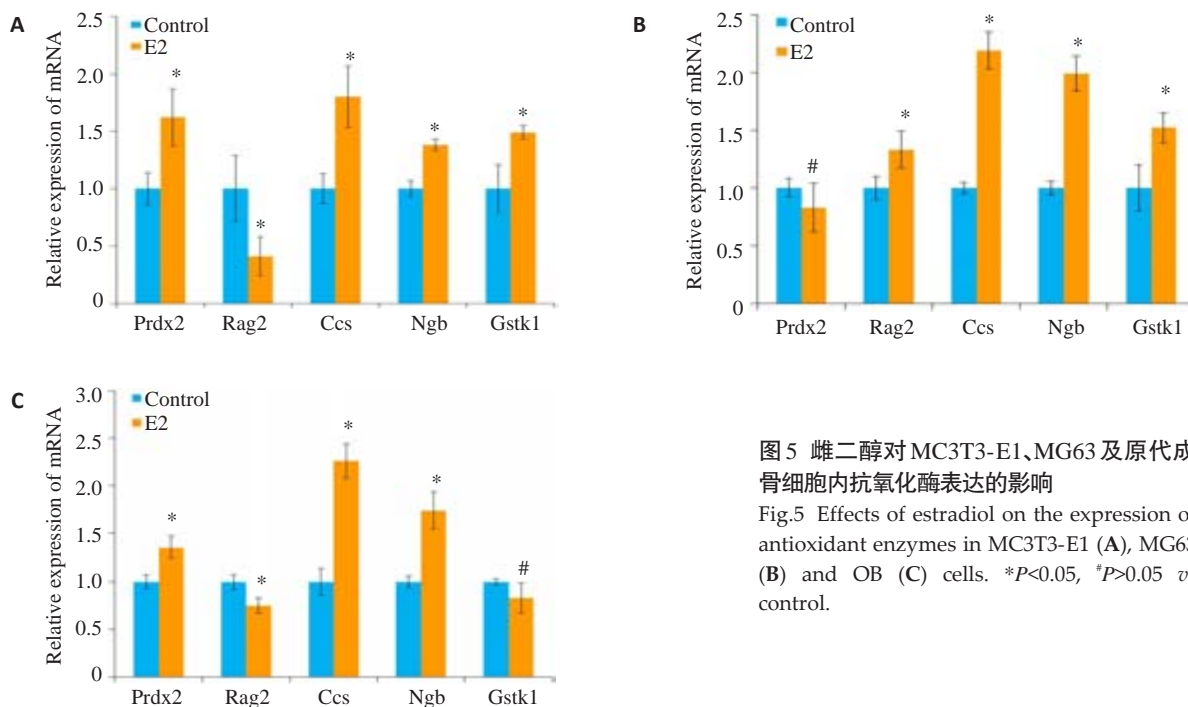 A
Relative expression of mRNA
2.5
2.0
1.5
1.0
0.5
0
Control
E2
*
*
*
*
*
Prdx2 Rag2 Ccs Ngb Gstk1
B
Relative expression of mRNA
2.5
2.0
1.5
1.0
0.5
0
Control
E2
#
*
*
*
*
Prdx2 Rag2 Ccs Ngb Gstk1
C
Relative expression of mRNA
3.0
2.5
2.0
1.5
1.0
0.5
0
Control
E2
*
*
*
*
#
Prdx2 Rag2 Ccs Ngb Gstk1
图5 雌二醇对MC3T3-E1、MG63及原代成
骨细胞内抗氧化酶表达的影响
Fig.5 Effects of estradiol on the expression o
antioxidant enzymes in MC3T3-E1 (A), MG63
(B) and OB (C) cells. *P<0.05, #P>0.05 v
control.